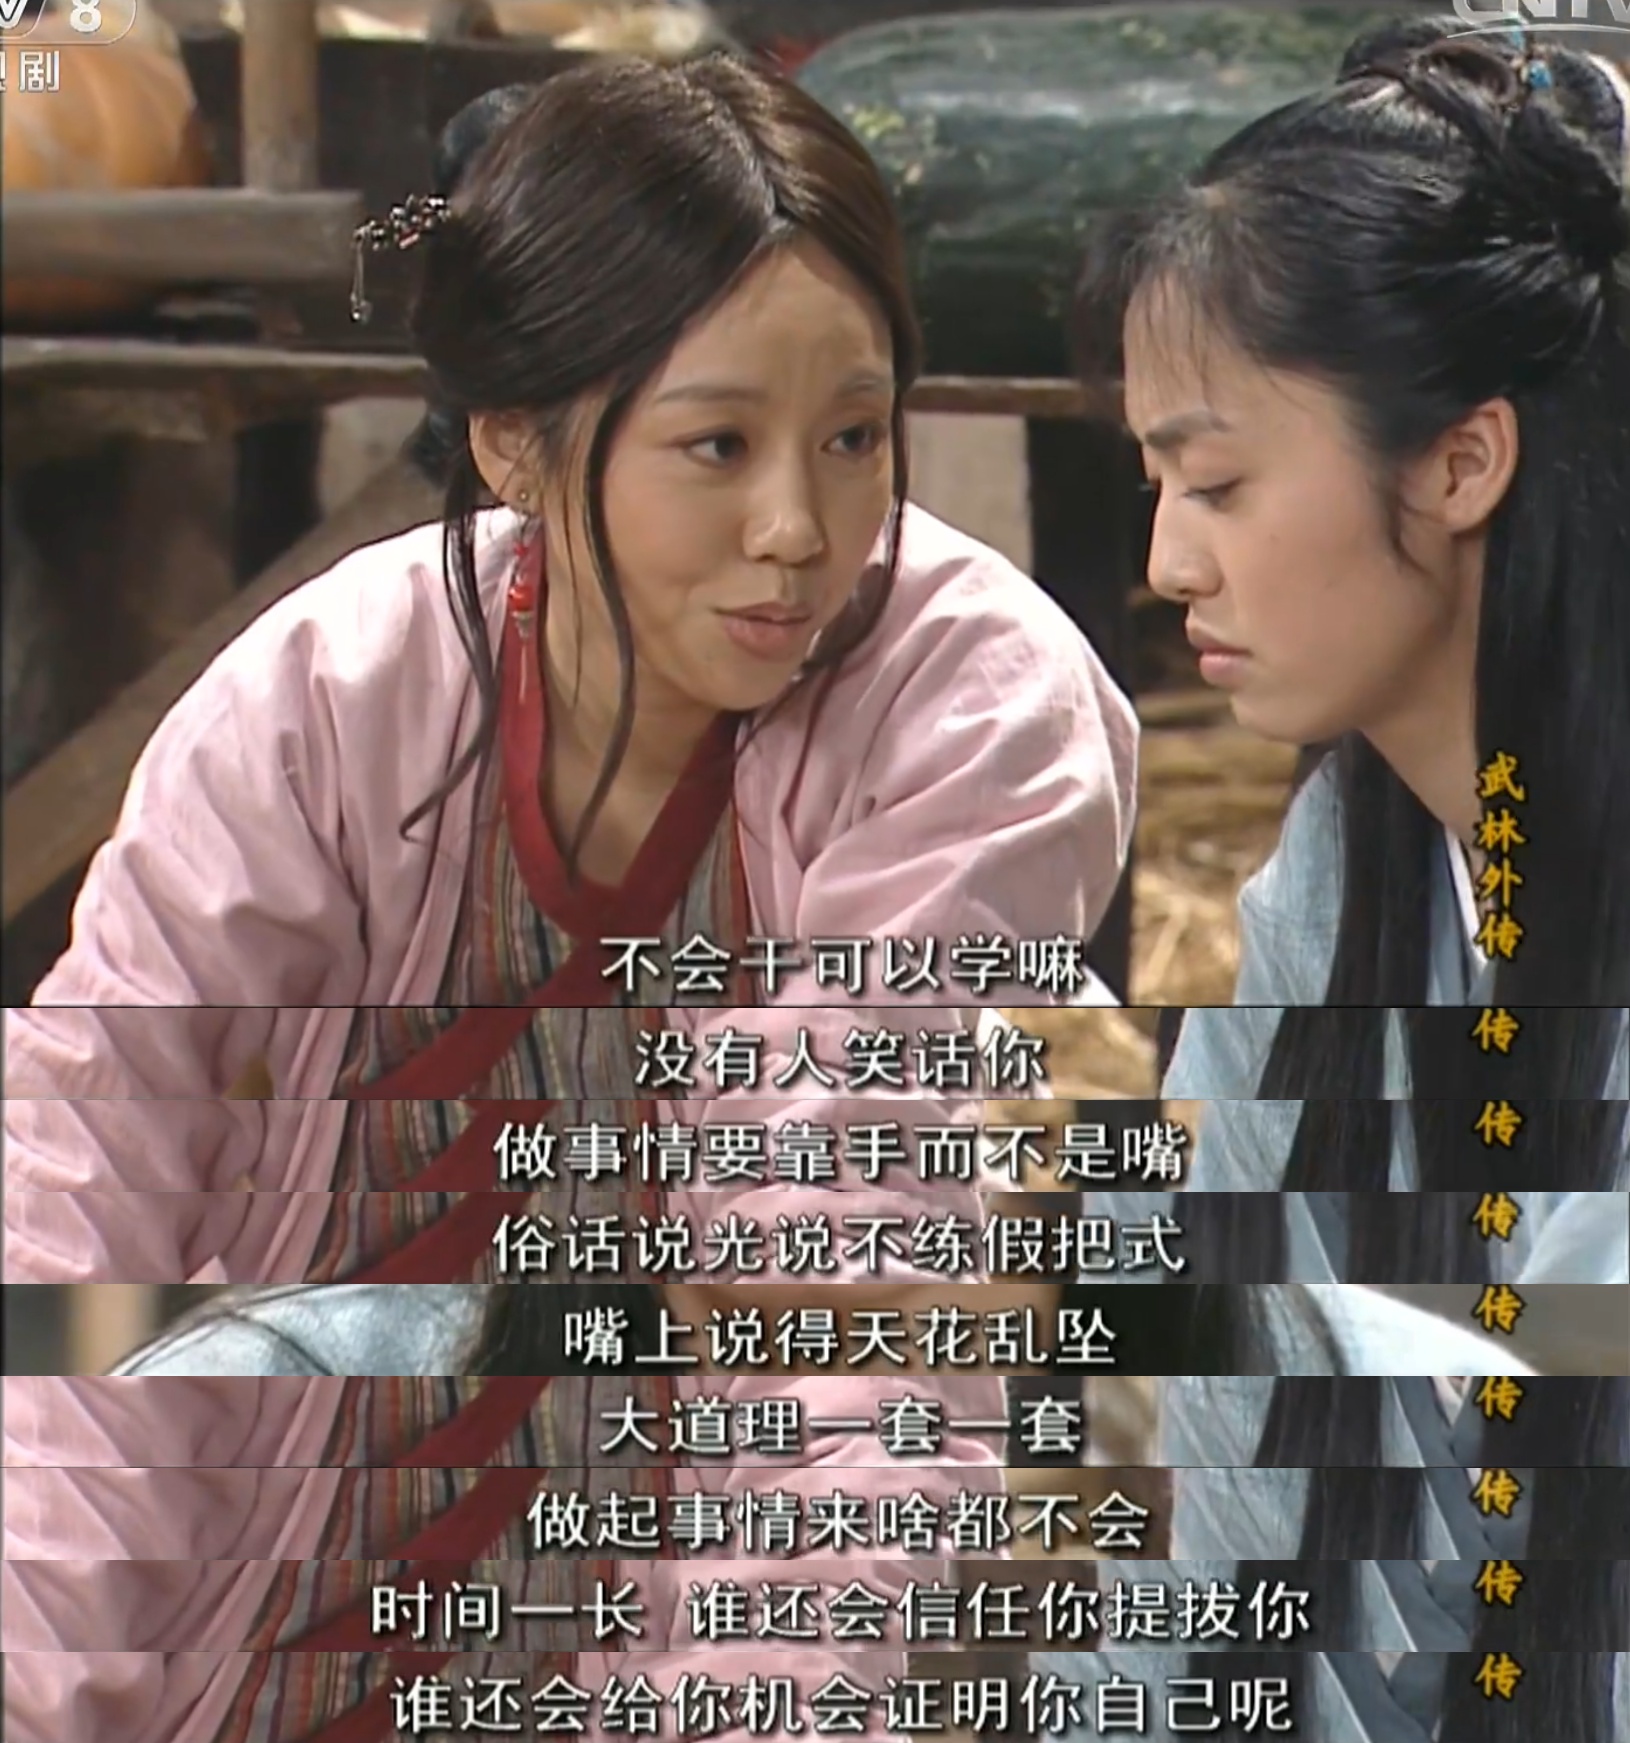 V 8
视剧
CNTV
武林外传
不会干可以学嘛
没有人笑话你
传
做事情要靠手而不是嘴
传
俗话说光说不练假把式
传
嘴上说得天花乱坠
传
大道理一套一套
传
做起事情来啥都不会
传
时间一长 谁还会信任你提拔你
传
谁还会给你机会证明你自己呢
传